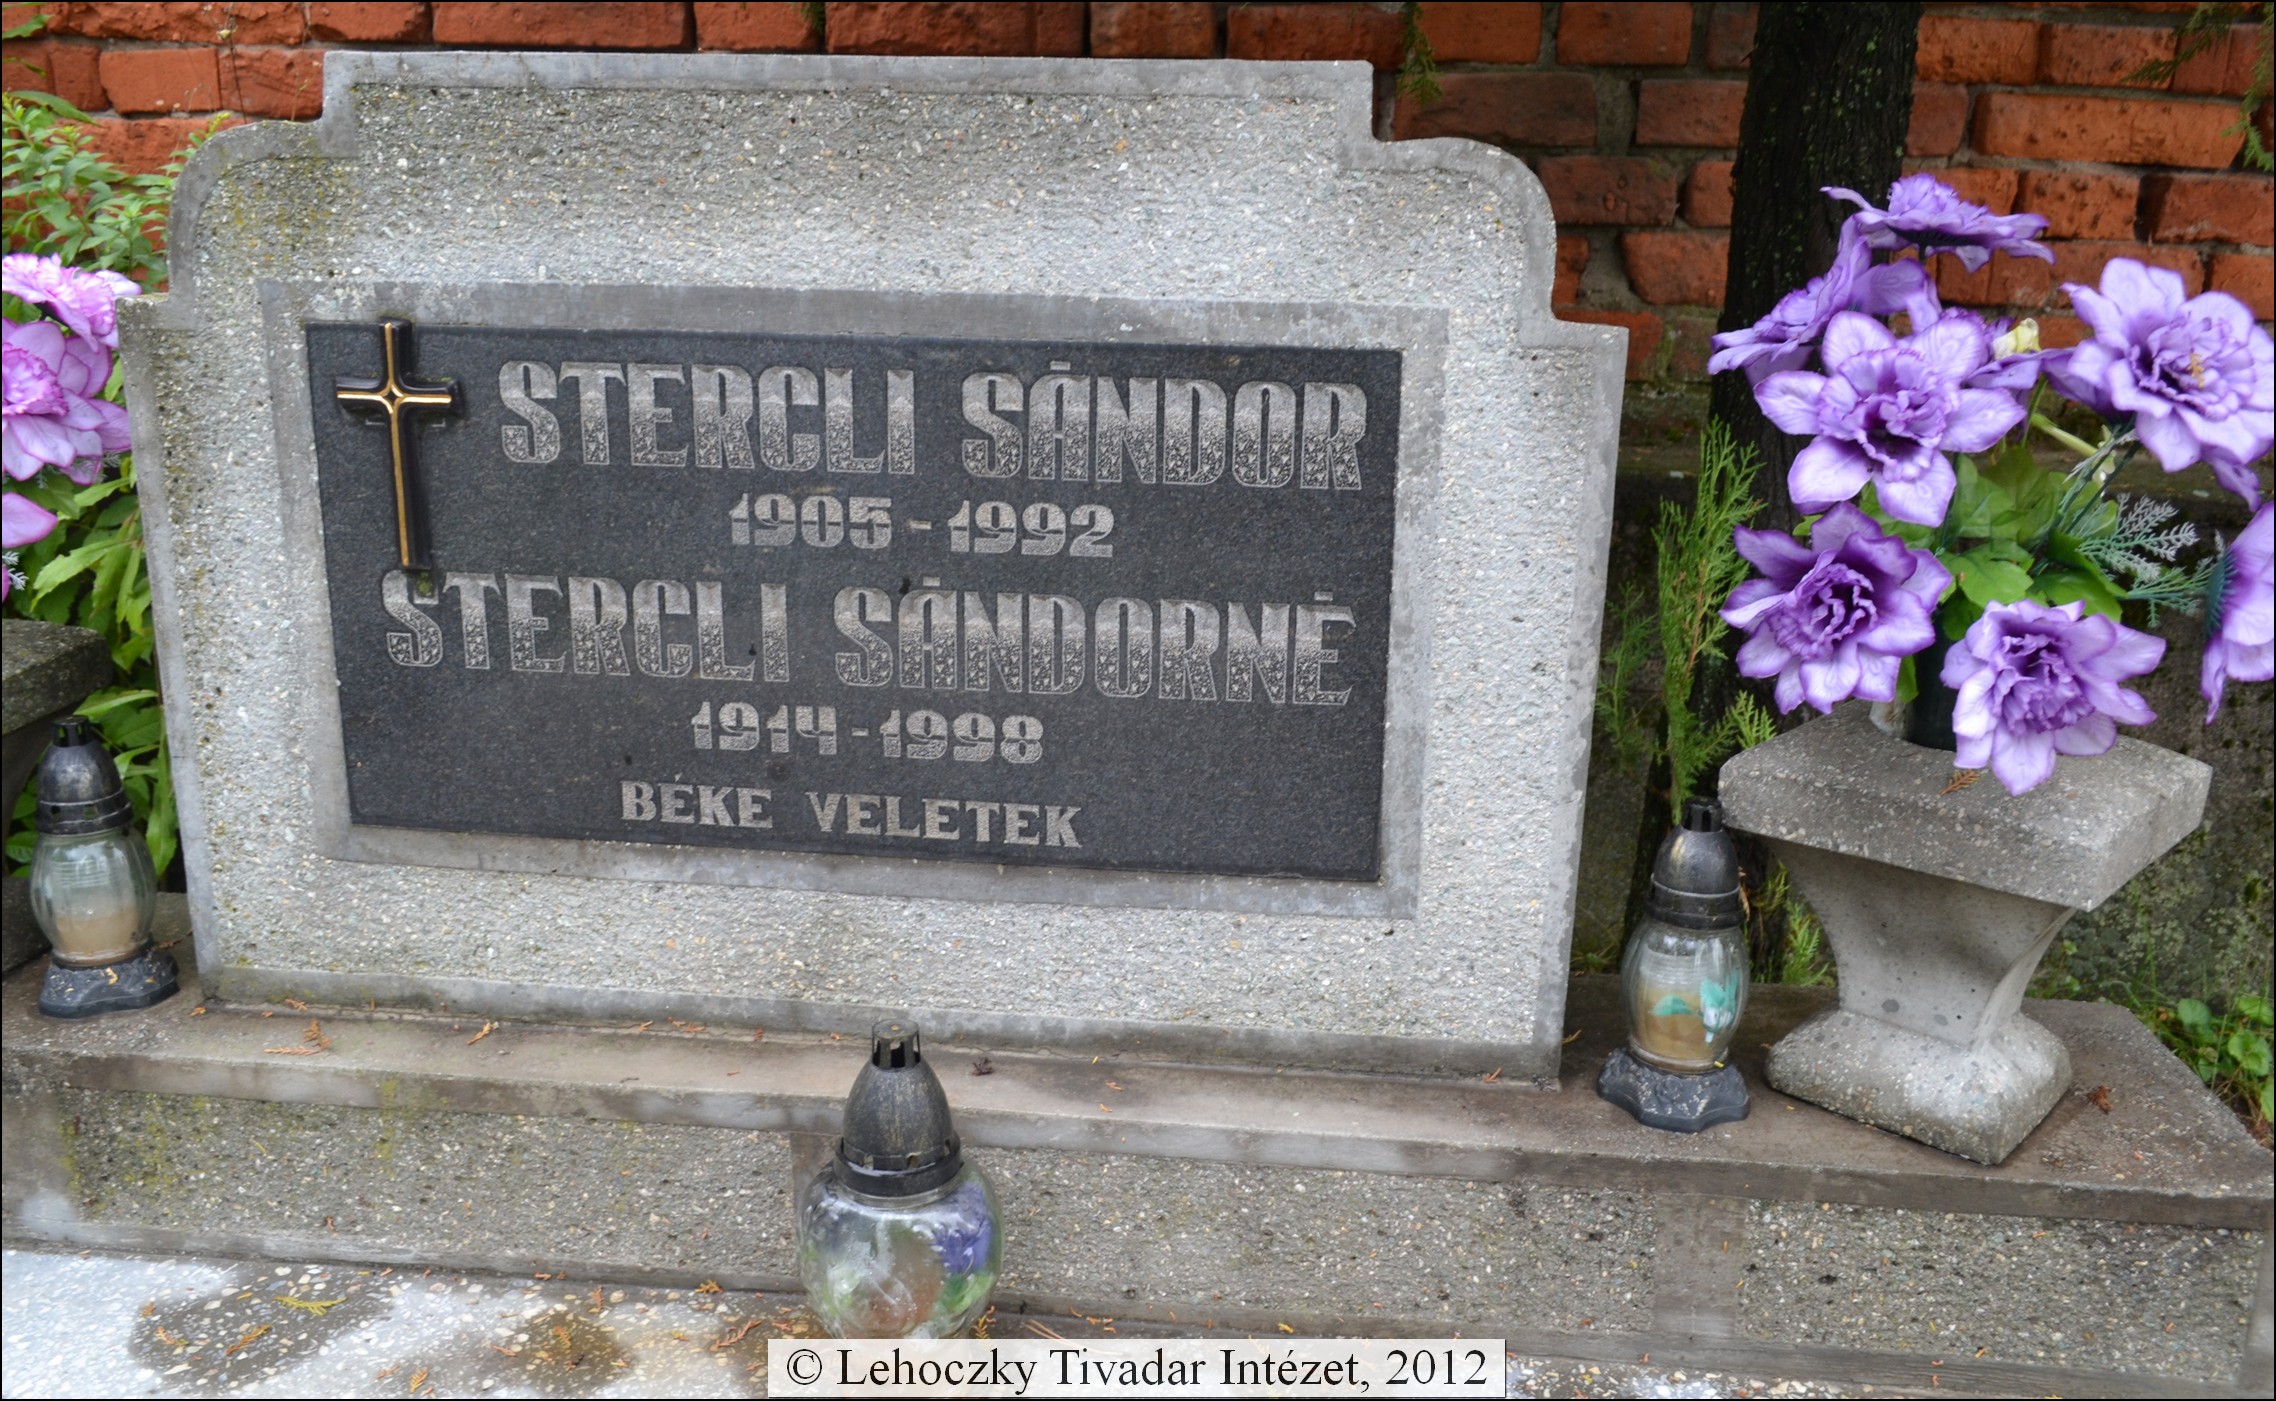 STERCLI SÁNDOR
1905 - 1992
STERCLI SÁNDORNÉ
1914 - 1998
BÉKE VELETEK
© Lehoczky Tivadar Intézet, 2012